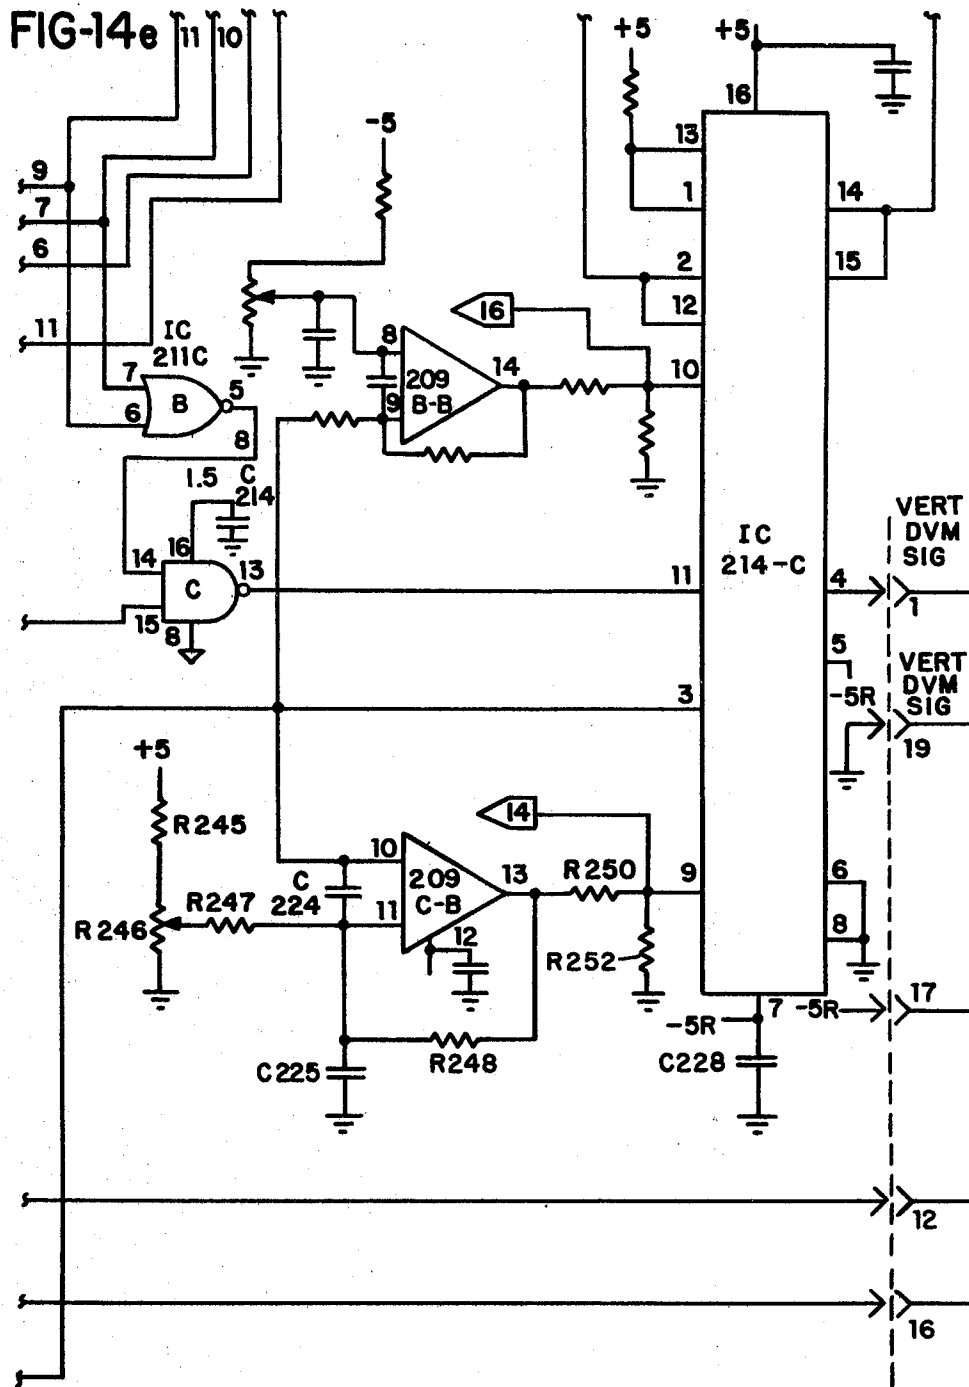 FIG-14e
11
10
+5
+5
16
-5
13
9
1
14
7
2
15
6
12
16
11
IC
211C
8
14
10
7
5
209
B-B
B
9
6
8
1.5
C
214
VERT
DVM
SIG
IC
214-C
16
14
13
C
11
4
1
15
8
5
VERT
DVM
SIG
-5R
3
19
+5
14
R245
10
13
R250
6
C
224
209
C-B
9
R247
11
R246
12
8
R252
17
7
-5R
-5R
C225
R248
C228
12
16